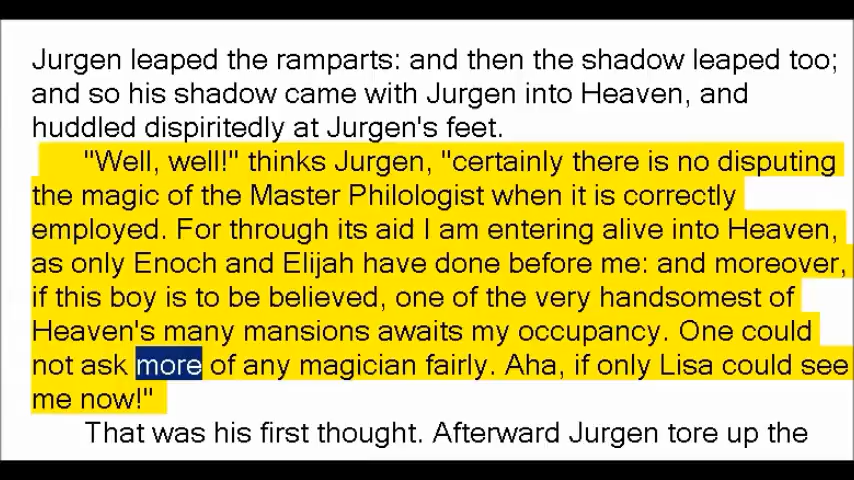 Jurgen leaped the ramparts: and then the shadow leaped too;
and so his shadow came with Jurgen into Heaven, and
huddled dispiritedly at Jurgen's feet.
"Well, well!" thinks Jurgen, "certainly there is no disputing
the magic of the Master Philologist when it is correctly
employed. For through its aid I am entering alive into Heaven,
as only Enoch and Elijah have done before me: and moreover,
if this boy is to be believed, one of the very handsomest of
Heaven's many mansions awaits my occupancy. One could
not ask more of any magician fairly. Aha, if only Lisa could see
me now!"
That was his first thought. Afterward Jurgen tore up the